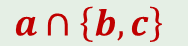 a ∩ {b, c}